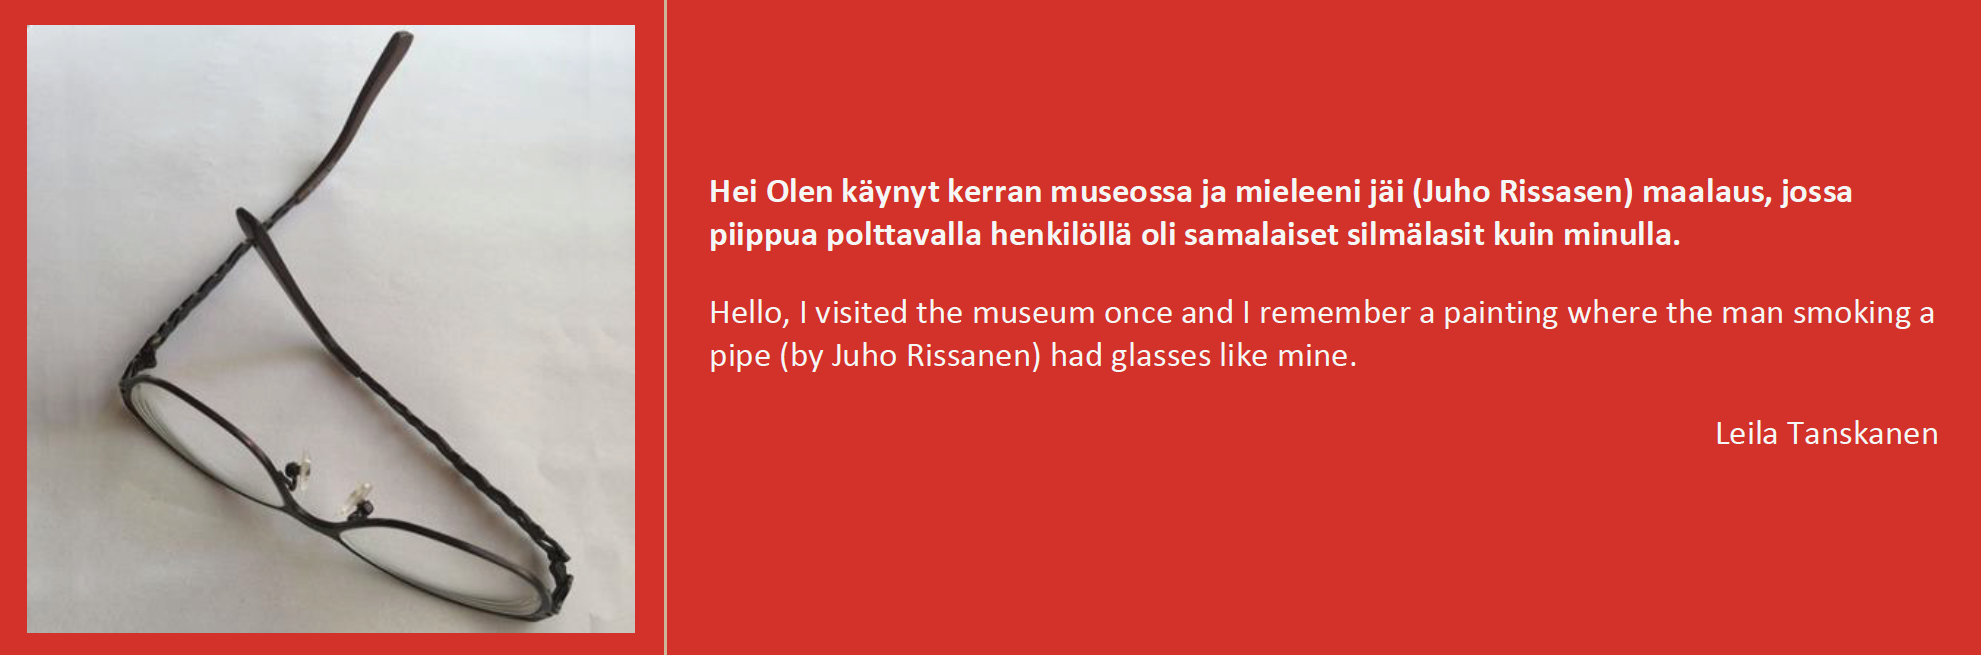 Hei Olen käynyt kerran museossa ja mieleeni jäi (Juho Rissasen) maalaus, jossa
piippua polttavalla henkilöllä oli samalaiset silmälasit kuin minulla.
Hello, I visited the museum once and I remember a painting where the man smoking a
pipe (by Juho Rissanen) had glasses like mine.
Leila Tanskanen